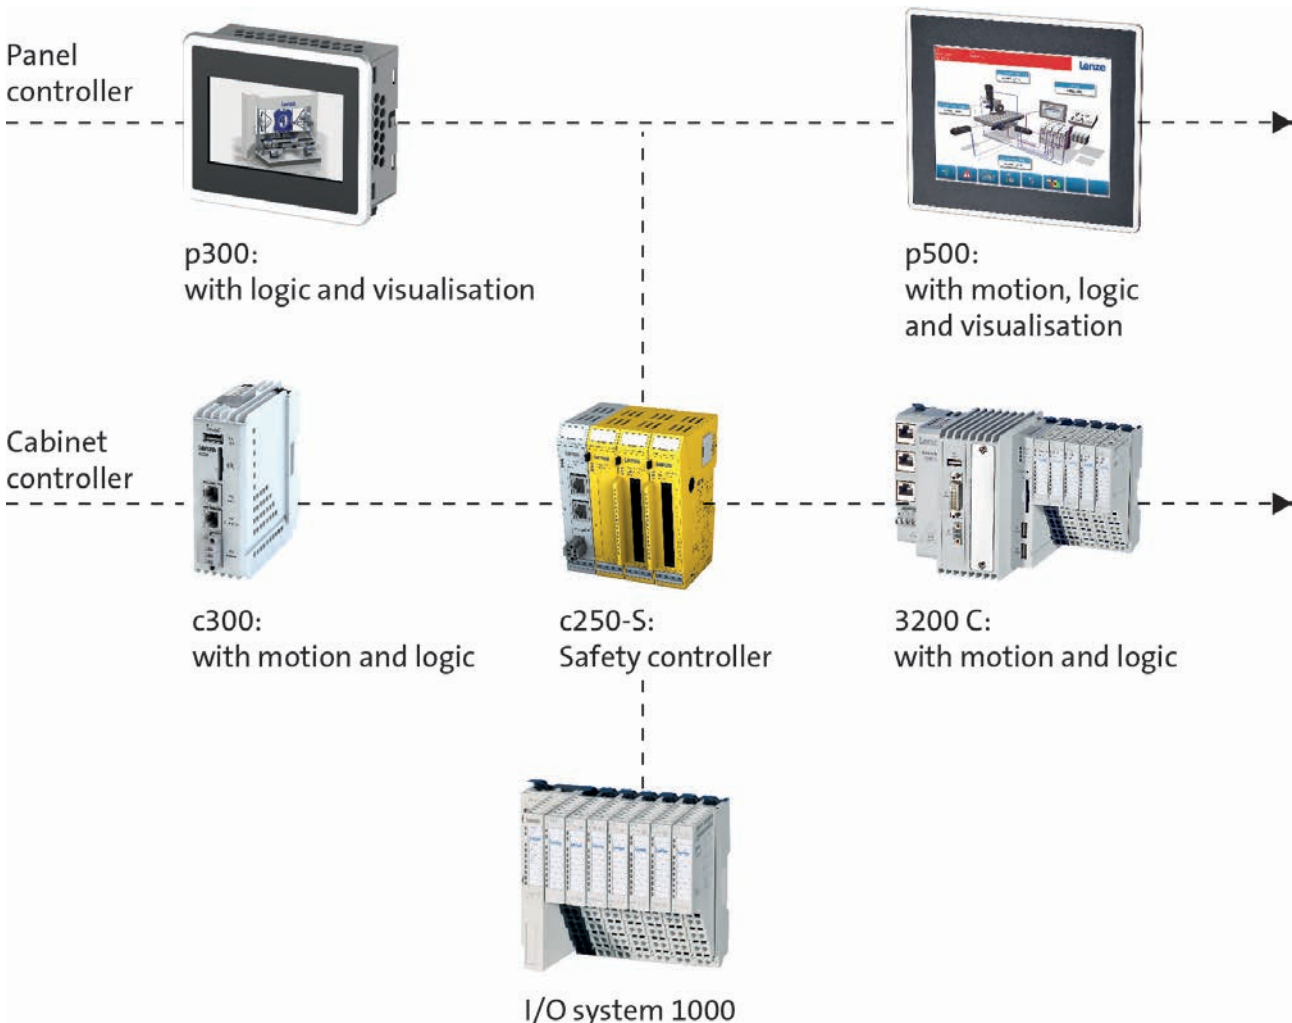 Panel
controller
Lenze
p300:
with logic and visualisation
p500:
with motion, logic
and visualisation
Cabinet
controller
c300:
with motion and logic
c250-S:
Safety controller
3200 C:
with motion and logic
I/O system 1000